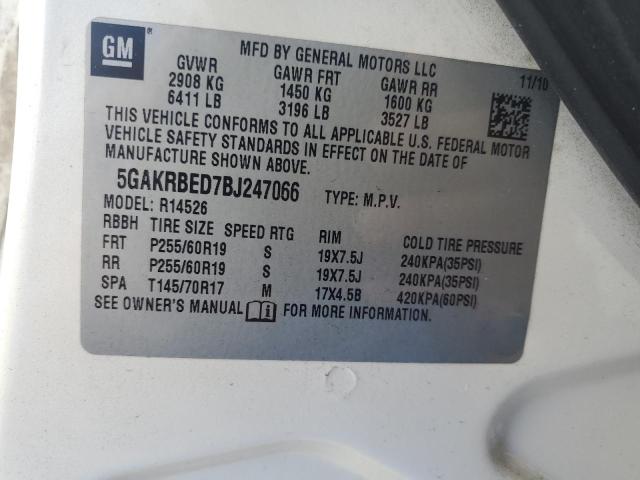 GM
®
MFD BY GENERAL MOTORS LLC
11/10
GVWR GAWR FRT GAWR RR
2908 KG 1450 KG 1600 KG
6411 LB 3196 LB 3527 LB
THIS VEHICLE CONFORMS TO ALL APPLICABLE U.S. FEDERAL MOTOR
VEHICLE SAFETY STANDARDS IN EFFECT ON THE DATE OF
MANUFACTURE SHOWN ABOVE.
5GAKRBED7BJ247066 TYPE: M.P.V.
MODEL: R14526
RBBH TIRE SIZE SPEED RTG RIM COLD TIRE PRESSURE
FRT P255/60R19 S 19X7.5J 240KPA(35PSI)
RR P255/60R19 S 19X7.5J 240KPA(35PSI)
SPA T145/70R17 M 17X4.5B 420KPA(60PSI)
SEE OWNER'S MANUAL i FOR MORE INFORMATION.